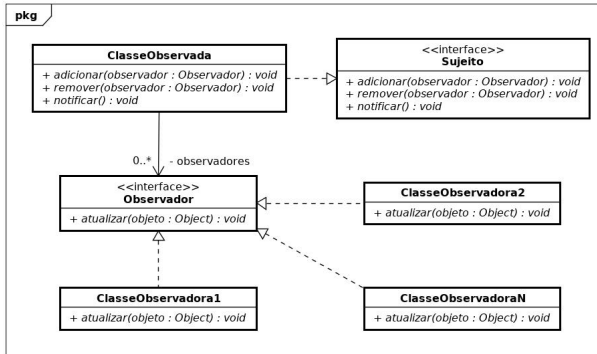 pkg
ClasseObservada
+ adicionar(observador : Observador) : void
+ remover(observador : Observador) : void
+ notificar() : void
<<interface>>
Sujeito
+ adicionar(observador : Observador) : void
+ remover(observador : Observador) : void
+ notificar() : void
0..* - observadores
<<interface>>
Observador
+ atualizar(objeto : Object) : void
ClasseObservadora2
+ atualizar(objeto : Object) : void
ClasseObservadora1
+ atualizar(objeto : Object) : void
ClasseObservadoraN
+ atualizar(objeto : Object) : void